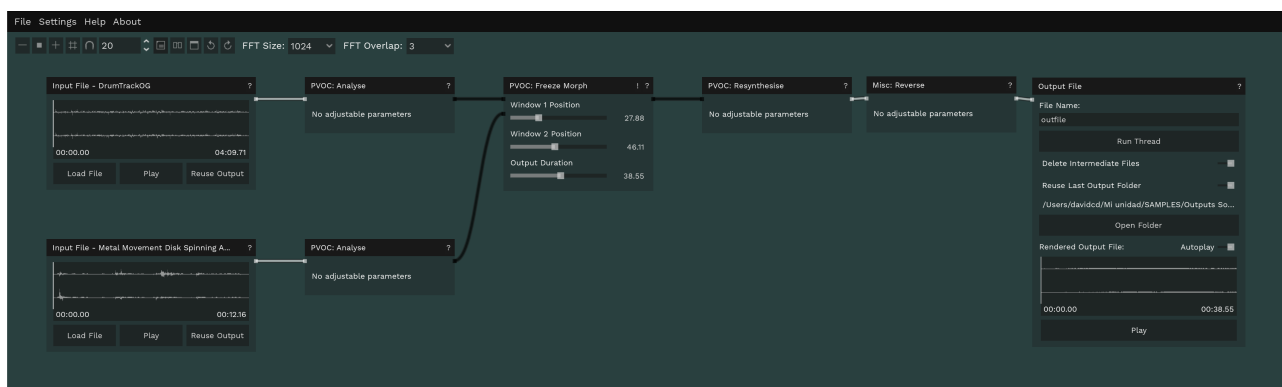 File Settings Help About
20 FFT Size: 1024 FFT Overlap: 3
Input File - DrumTrackOG ?
00:00.00 04:09.71
Load File Play Reuse Output
PVOC: Analyse ?
No adjustable parameters
PVOC: Freeze Morph ! ?
Window 1 Position
27.88
Window 2 Position
46.11
Output Duration
38.55
PVOC: Resynthesise ?
No adjustable parameters
Misc: Reverse ?
No adjustable parameters
Output File ?
File Name:
outfile
Run Thread
Delete Intermediate Files
Reuse Last Output Folder
/Users/davidcd/Mi unidad/SAMPLES/Outputs So...
Open Folder
Rendered Output File: Autoplay
00:00.00 00:38.55
Play
Input File - Metal Movement Disk Spinning A... ?
00:00.00 00:12.16
Load File Play Reuse Output
PVOC: Analyse ?
No adjustable parameters